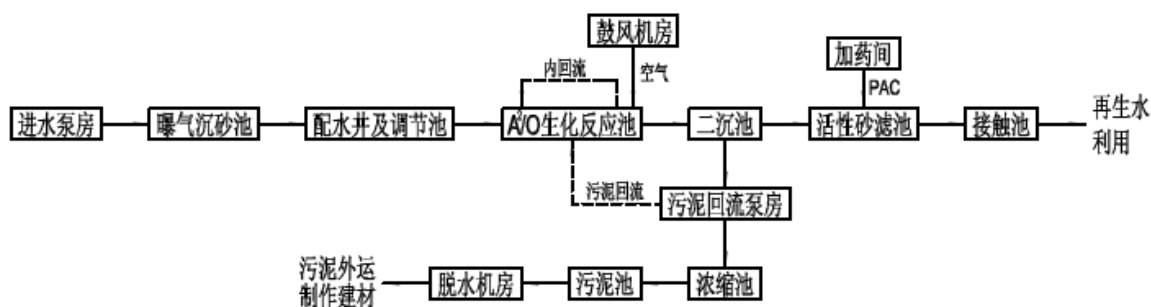 鼓风机房
加药间
内回流
空气
PAC
进水泵房
曝气沉砂池
配水井及调节池
A/O生化反应池
二沉池
活性砂滤池
接触池
再生水
利用
污泥回流
污泥回流泵房
污泥外运
制作建材
脱水机房
污泥池
浓缩池